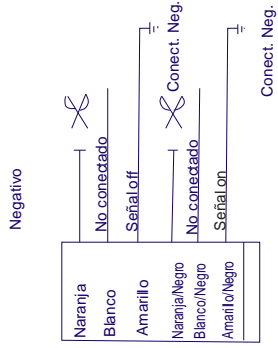 Negativo
Naranja
Blanco
No conectado
Amarillo
Señal off
Conect. Neg.
Naranja/Negro
Blanco/Negro
No conectado
Amarillo/Negro
Señal on
Conect. Neg.